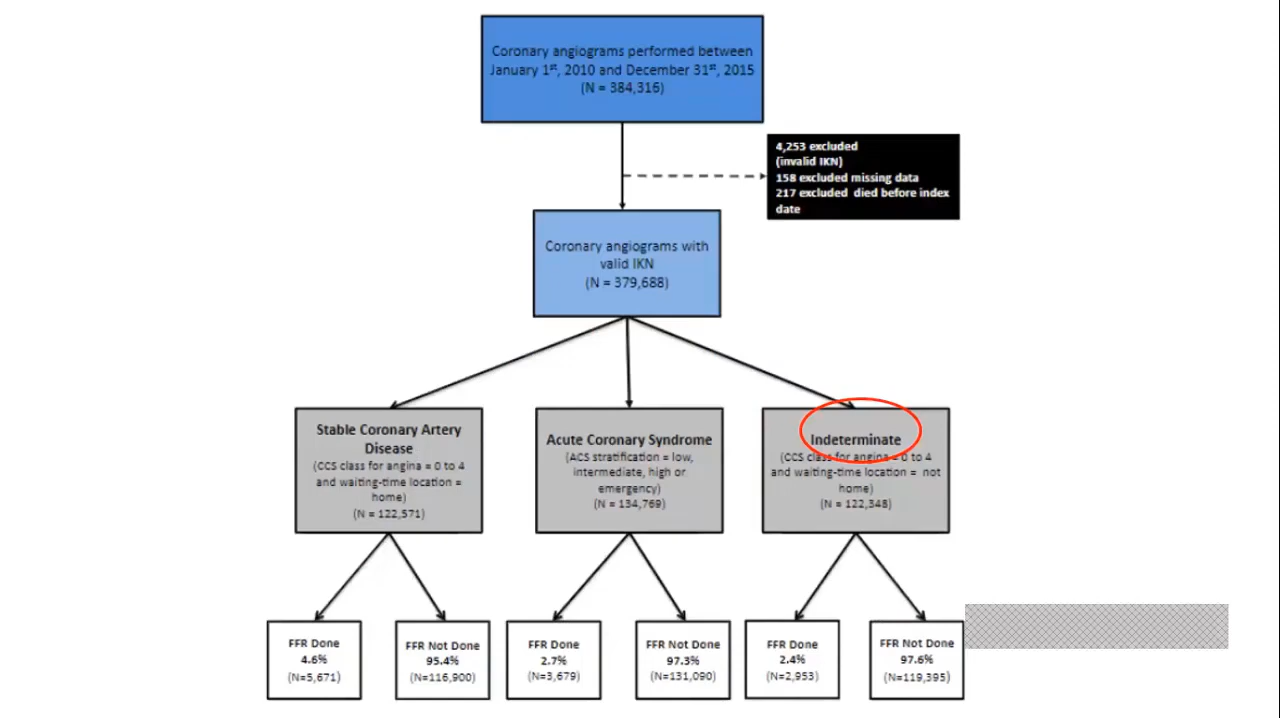 Coronary angiograms performed between
January 1st, 2010 and December 31st, 2015
(N = 384,316)
4,253 excluded
(invalid IKN)
158 excluded missing data
217 excluded died before index
date
Coronary angiograms with
valid IKN
(N = 379,688)
Stable Coronary Artery
Disease
(CCS class for angina = 0 to 4
and waiting-time location =
home)
(N = 122,571)
Acute Coronary Syndrome
(ACS stratification = low,
intermediate, high or
emergency)
(N = 134,769)
Indeterminate
(CCS class for angina = 0 to 4
and waiting-time location = not
home)
(N = 122,348)
FFR Done
4.6%
(N=5,671)
FFR Not Done
95.4%
(N=116,900)
FFR Done
2.7%
(N=3,679)
FFR Not Done
97.3%
(N=131,090)
FFR Done
2.4%
(N=2,953)
FFR Not Done
97.6%
(N=119,395)